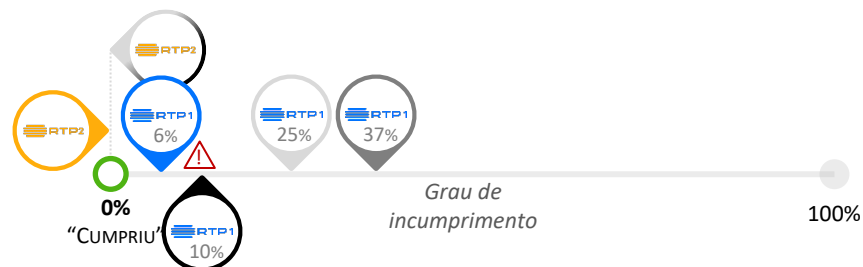 RTP2
RTP2
RTP1
6%
RTP1
25%
RTP1
37%
0%
"CUMPRIU"
RTP1
10%
Grau de
incumprimento
100%